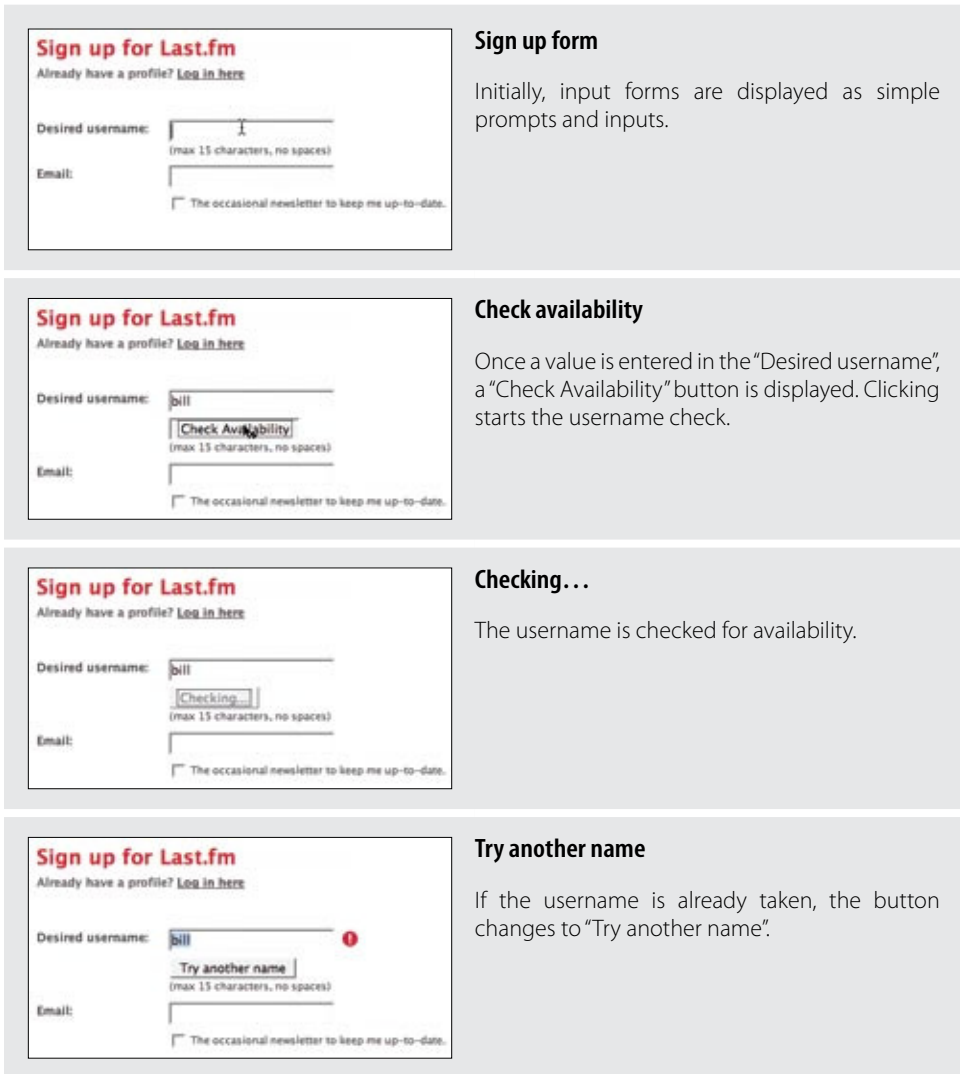 Sign up for Last.fm
Already have a profile? Log in here
Desired username:
(max 15 characters, no spaces)
Email:
The occasional newsletter to keep me up-to-date.
Sign up form
Initially, input forms are displayed as simple
prompts and inputs.
Sign up for Last.fm
Already have a profile? Log in here
Desired username: bill
Check Availability
(max 15 characters, no spaces)
Email:
The occasional newsletter to keep me up-to-date.
Check availability
Once a value is entered in the “Desired username”,
a “Check Availability” button is displayed. Clicking
starts the username check.
Sign up for Last.fm
Already have a profile? Log in here
Desired username: bill
Checking...
(max 15 characters, no spaces)
Email:
The occasional newsletter to keep me up-to-date.
Checking…
The username is checked for availability.
Sign up for Last.fm
Already have a profile? Log in here
Desired username: bill
Try another name
(max 15 characters, no spaces)
Email:
The occasional newsletter to keep me up-to-date.
Try another name
If the username is already taken, the button
changes to “Try another name”.